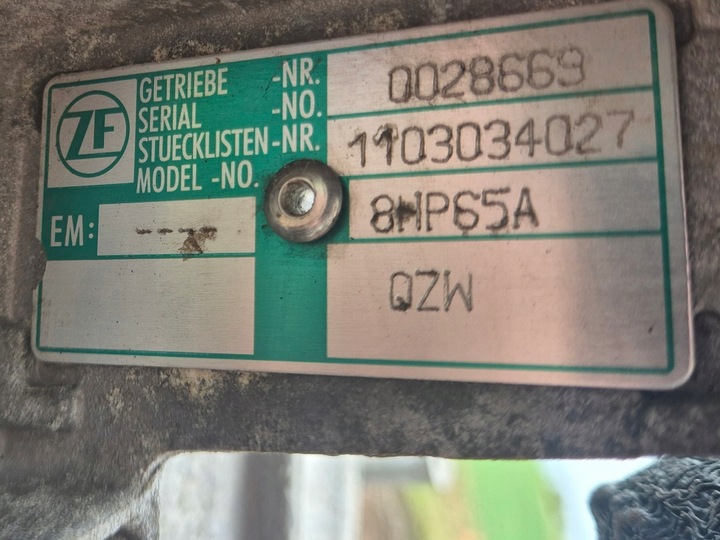 ZF
GETRIEBE -NR. 0028669
SERIAL -NO.
STUECKLISTEN-NR. 1103034027
MODEL -NO. 8HP65A
EM: ---- QZW